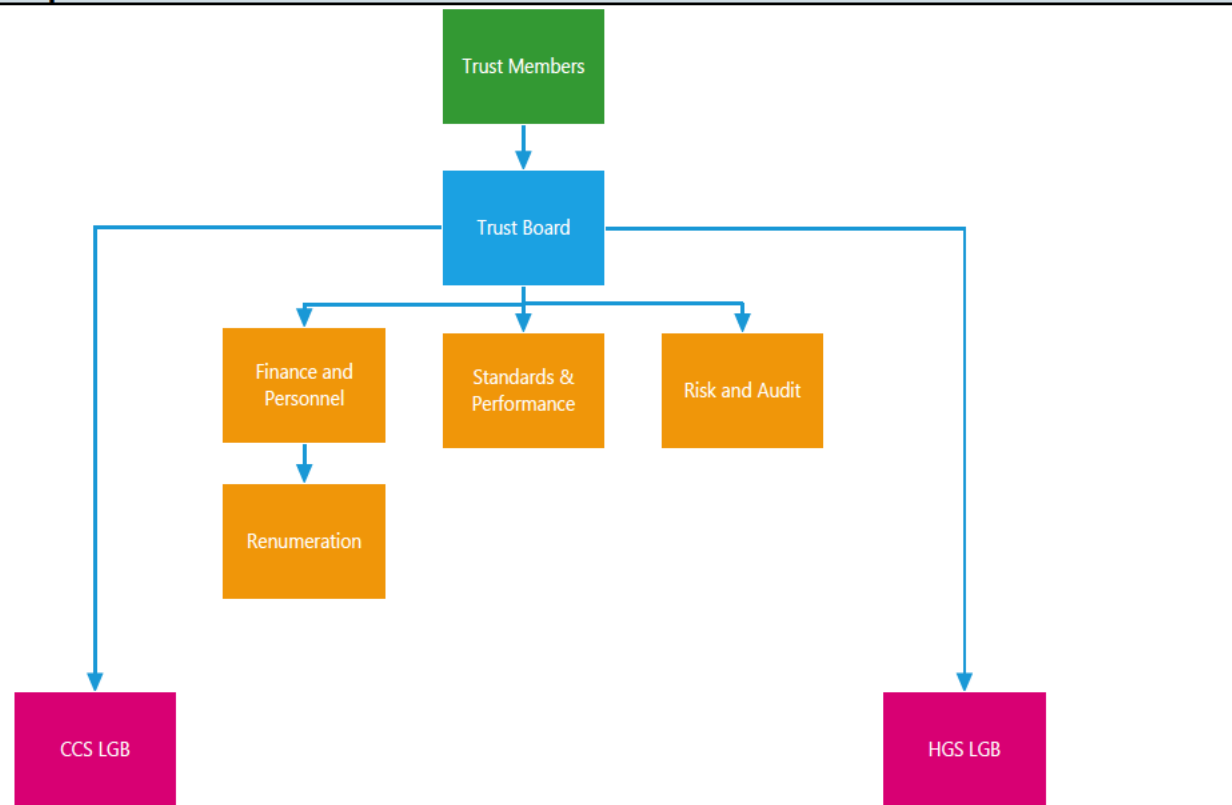 Trust Members
Trust Board
Finance and
Personnel
Standards &
Performance
Risk and Audit
Renumeration
CCS LGB
HGS LGB